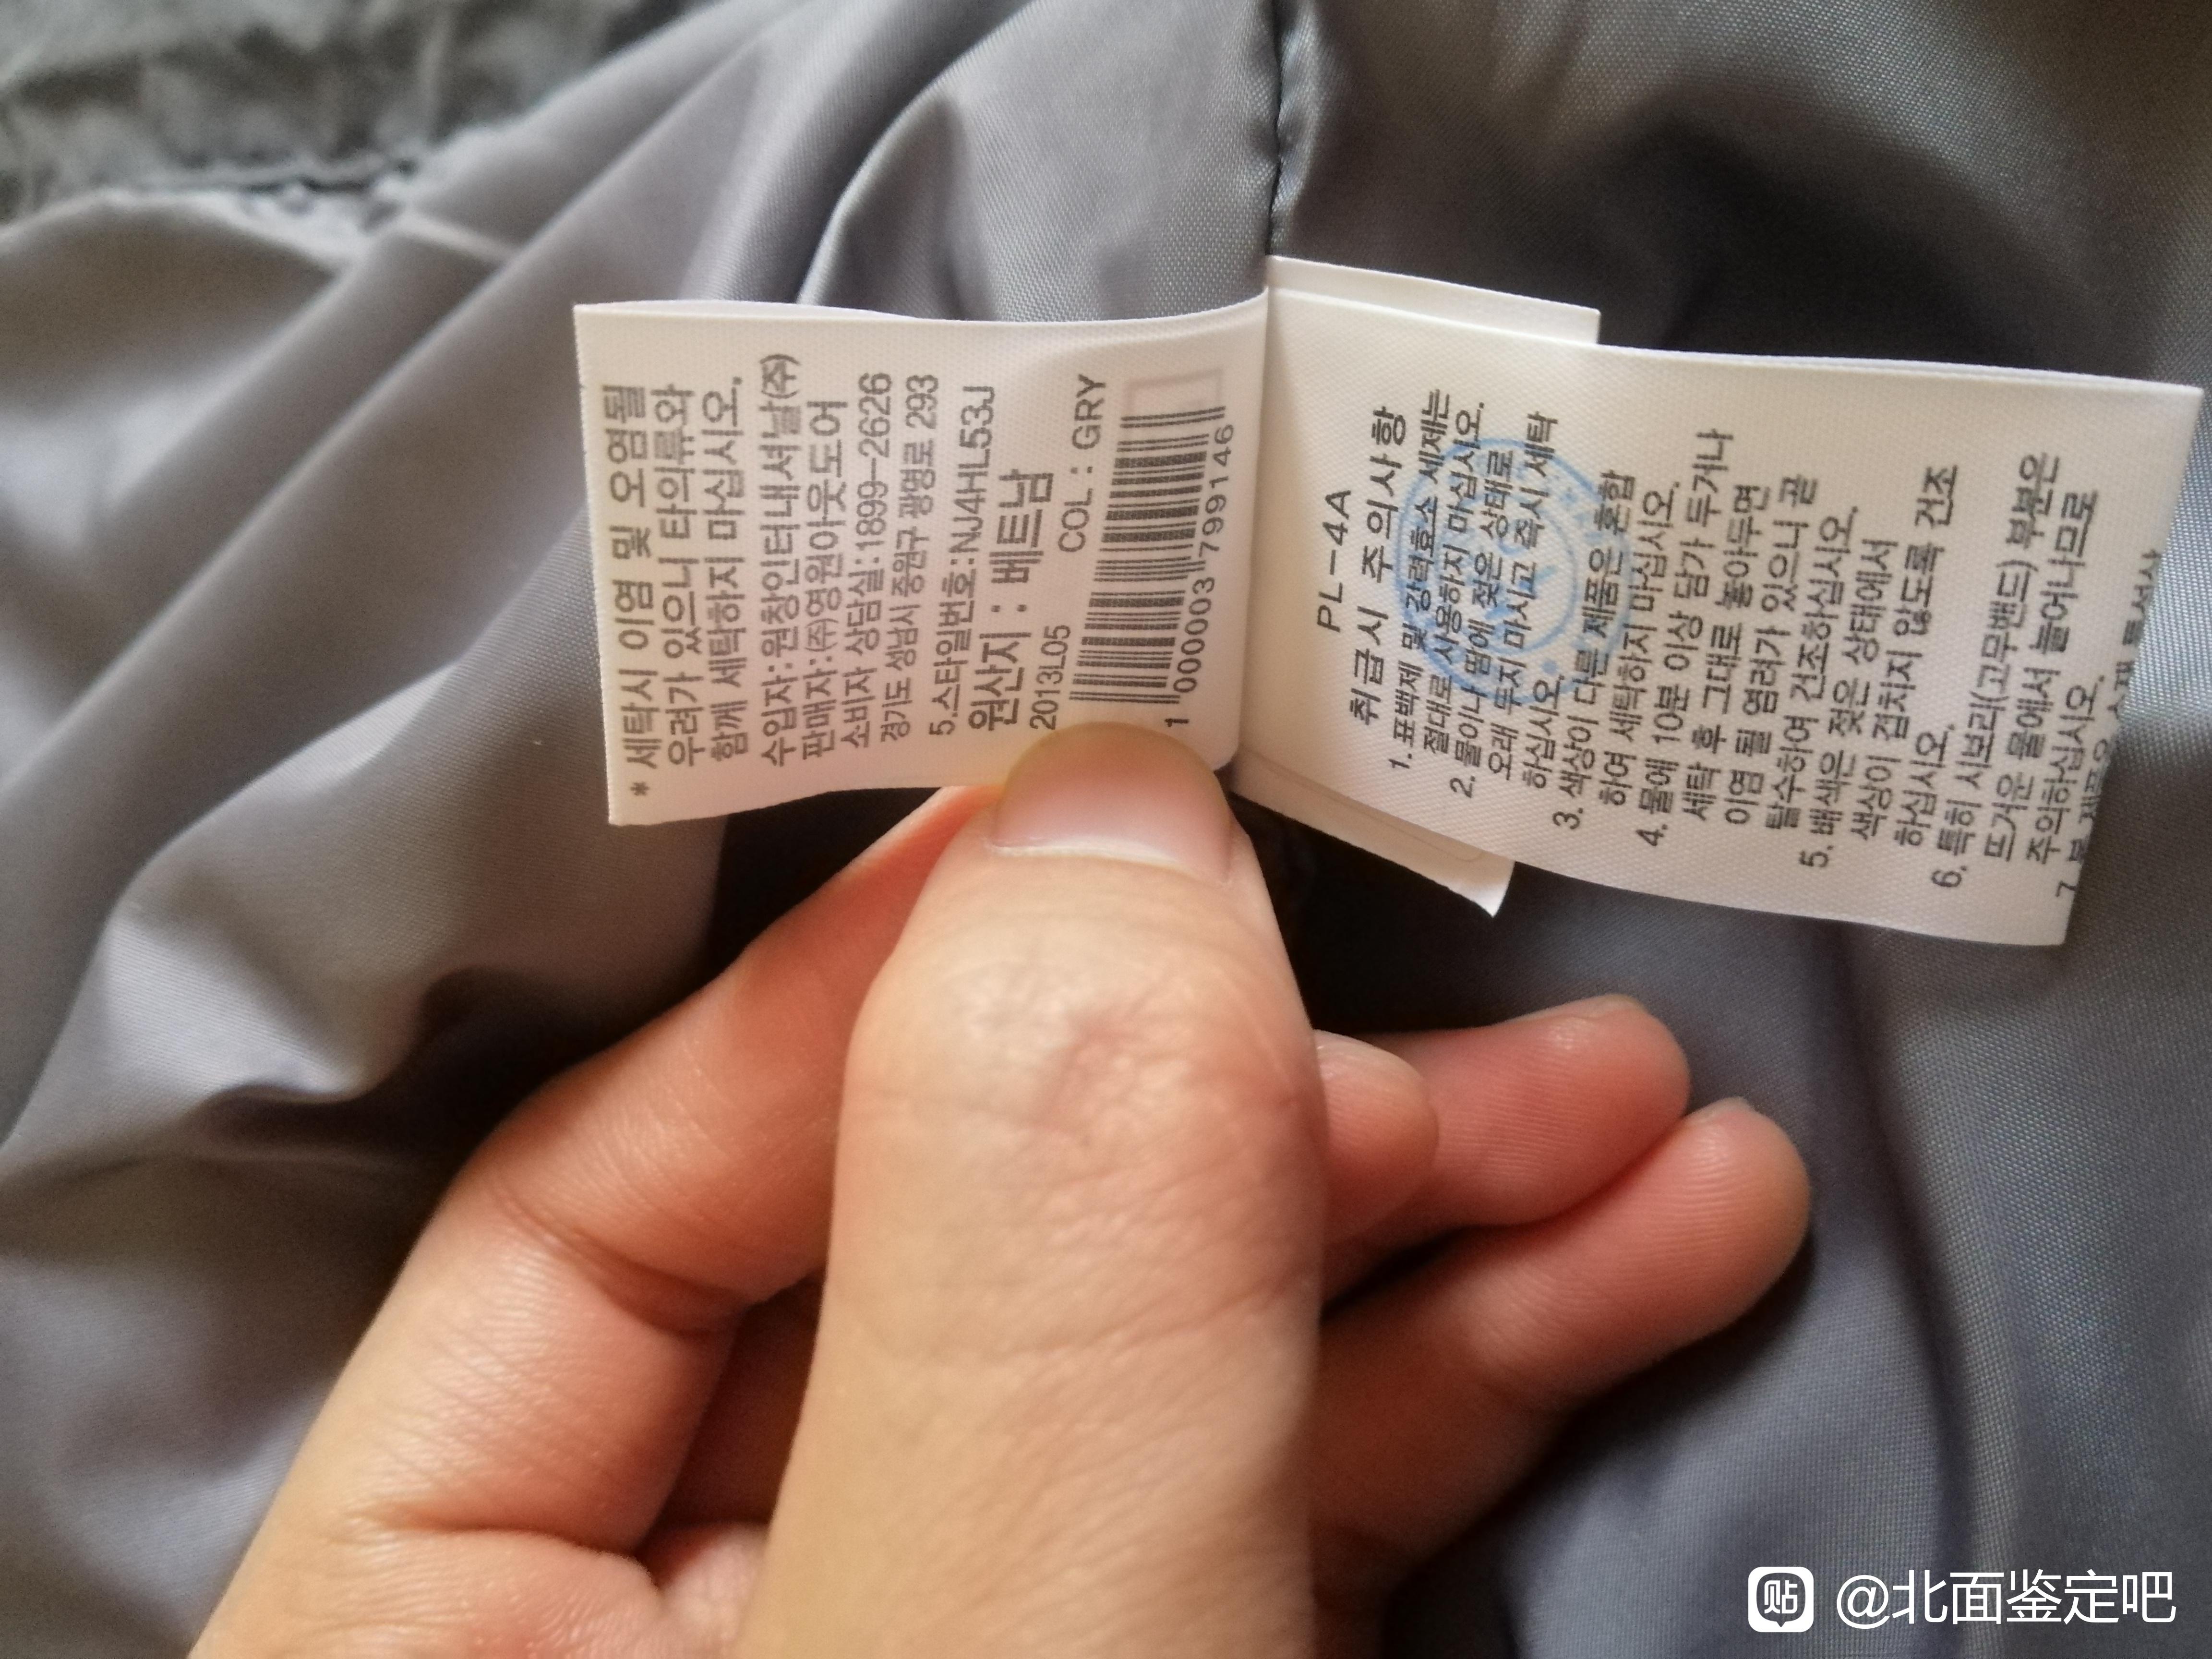 * 세탁시 이염 및 오염될
우려가 있으니 타의류와
함께 세탁하지 마십시오.
수입자:원창인터내셔날(주)
판매자:(주)영원아웃도어
소비자 상담실:1899-2626
경기도 성남시 중원구 광명로 293
5.스타일번호:NJ4HL53J
원산지 : 베트남
2013L05 COL : GRY
1 000003 799146
PL-4A
취급시 주의사항
1. 표백제 및 강력효소 세제는
절대로 사용하지 마십시오.
2. 물이나 땀에 젖은 상태로
오래 두지 마시고 즉시 세탁
하십시오.
3. 색상이 다른 제품은 혼합
하여 세탁하지 마십시오.
4. 물에 10분이상 담가 두거나
세탁 후 그대로 놓아두면
이염 될 염려가 있으니 곧
탈수하여 건조하십시오.
5. 배색은 젖은 상태에서
색상이 겹치지 않도록 건조
하십시오.
6. 특히 시보리(고무밴드) 부분은
뜨거운 물에서 늘어나므로
주의하십시오.
7
贴 @北面鉴定吧